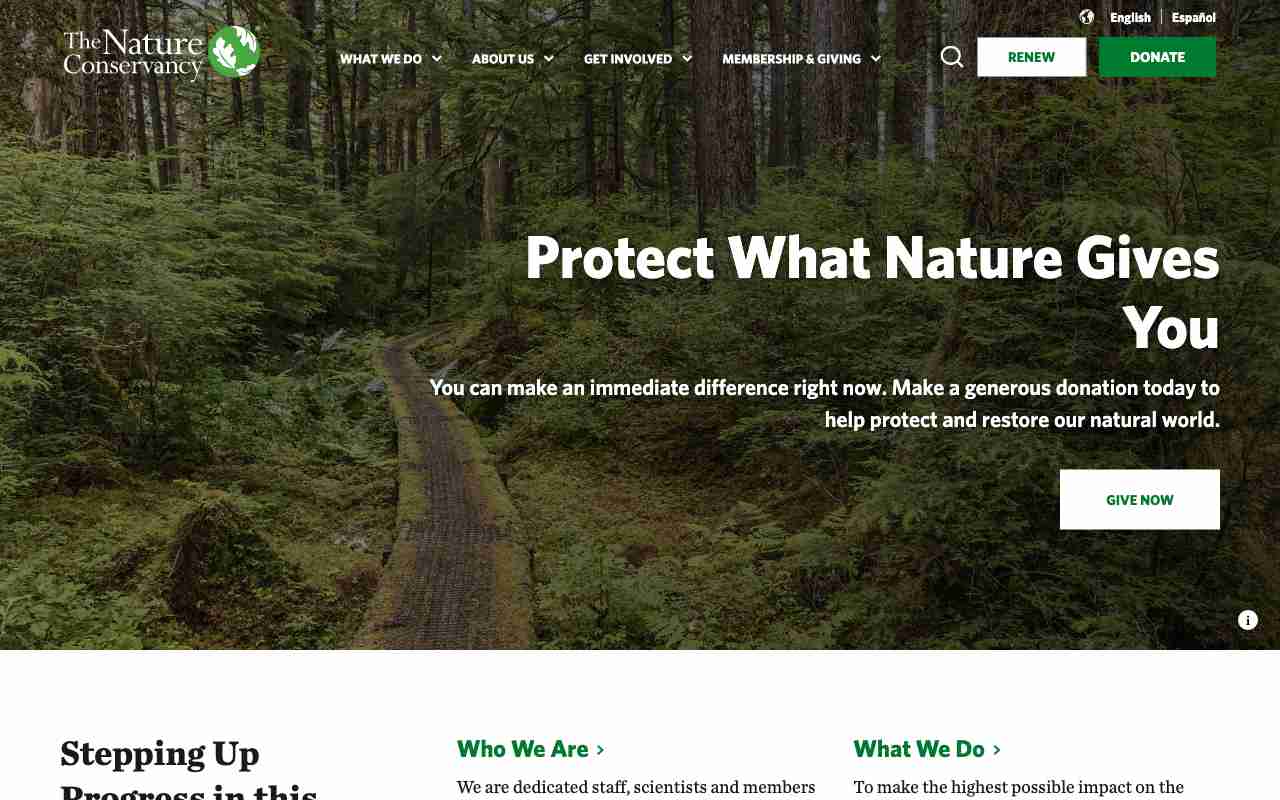 English | Español
The Nature
Conservancy
WHAT WE DO ABOUT US GET INVOLVED MEMBERSHIP & GIVING RENEW DONATE
Protect What Nature Gives
You
You can make an immediate difference right now. Make a generous donation today to
help protect and restore our natural world.
GIVE NOW
i
Stepping Up
Progress in this
Who We Are >
We are dedicated staff, scientists and members
What We Do >
To make the highest possible impact on the